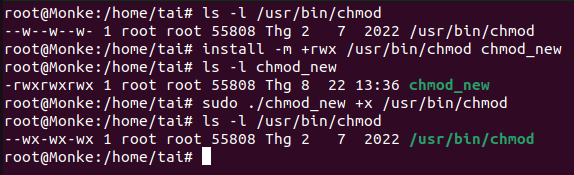 root@Monke:/home/tai# ls -l /usr/bin/chmod
--w--w--w- 1 root root 55808 Thg 2   7  2022 /usr/bin/chmod
root@Monke:/home/tai# install -m +rwx /usr/bin/chmod chmod_new
root@Monke:/home/tai# ls -l chmod_new
-rwxrwxrwx 1 root root 55808 Thg 8  22 13:36 chmod_new
root@Monke:/home/tai# sudo ./chmod_new +x /usr/bin/chmod
root@Monke:/home/tai# ls -l /usr/bin/chmod
--wx-wx-wx 1 root root 55808 Thg 2   7  2022 /usr/bin/chmod
root@Monke:/home/tai#